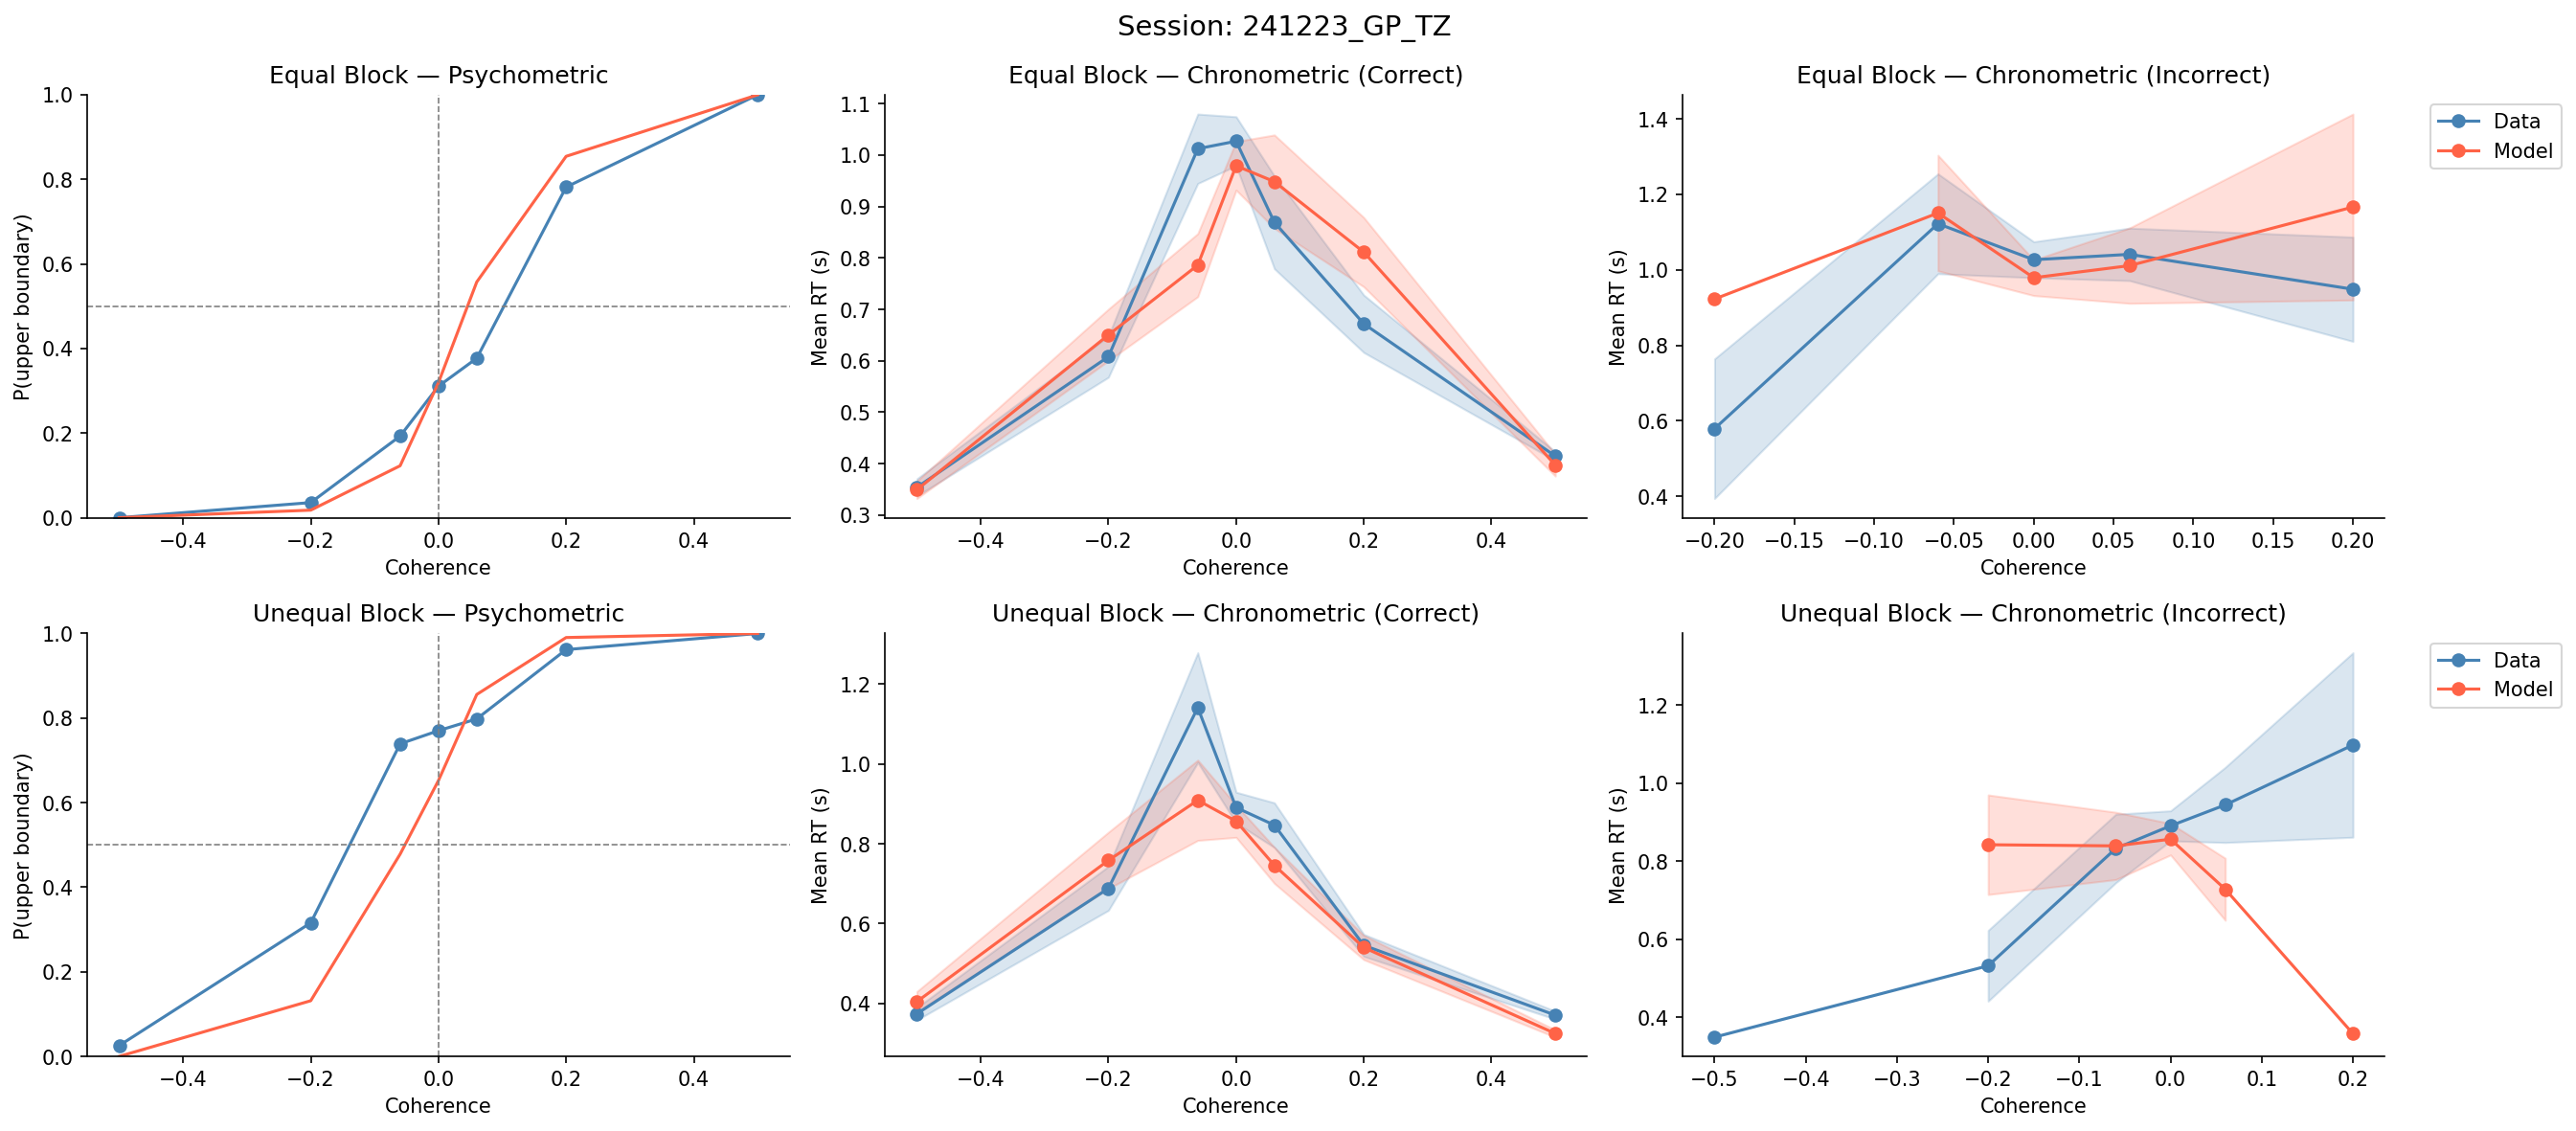 Session: 241223_GP_TZ
Equal Block — Psychometric
1.0
0.8
0.6
0.4
0.2
0.0
P(upper boundary)
−0.4 −0.2 0.0 0.2 0.4
Coherence
Equal Block — Chronometric (Correct)
1.1
1.0
0.9
0.8
0.7
0.6
0.5
0.4
0.3
Mean RT (s)
−0.4 −0.2 0.0 0.2 0.4
Coherence
Equal Block — Chronometric (Incorrect)
1.4
1.2
1.0
0.8
0.6
0.4
Mean RT (s)
−0.20 −0.15 −0.10 −0.05 0.00 0.05 0.10 0.15 0.20
Coherence
Data
Model
Unequal Block — Psychometric
1.0
0.8
0.6
0.4
0.2
0.0
P(upper boundary)
−0.4 −0.2 0.0 0.2 0.4
Coherence
Unequal Block — Chronometric (Correct)
1.2
1.0
0.8
0.6
0.4
Mean RT (s)
−0.4 −0.2 0.0 0.2 0.4
Coherence
Unequal Block — Chronometric (Incorrect)
1.2
1.0
0.8
0.6
0.4
Mean RT (s)
−0.5 −0.4 −0.3 −0.2 −0.1 0.0 0.1 0.2
Coherence
Data
Model